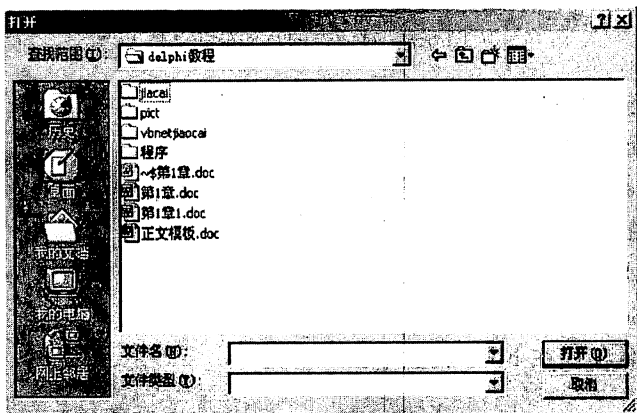 打开
查找范围(I):
delphi教程
历史
桌面
我的文档
我的电脑
网上邻居
jiacai
pict
vbnetjiaocai
程序
~$第1章.doc
第1章.doc
第1章1.doc
正文模板.doc
文件名(N):
文件类型(T):
打开(O)
取消